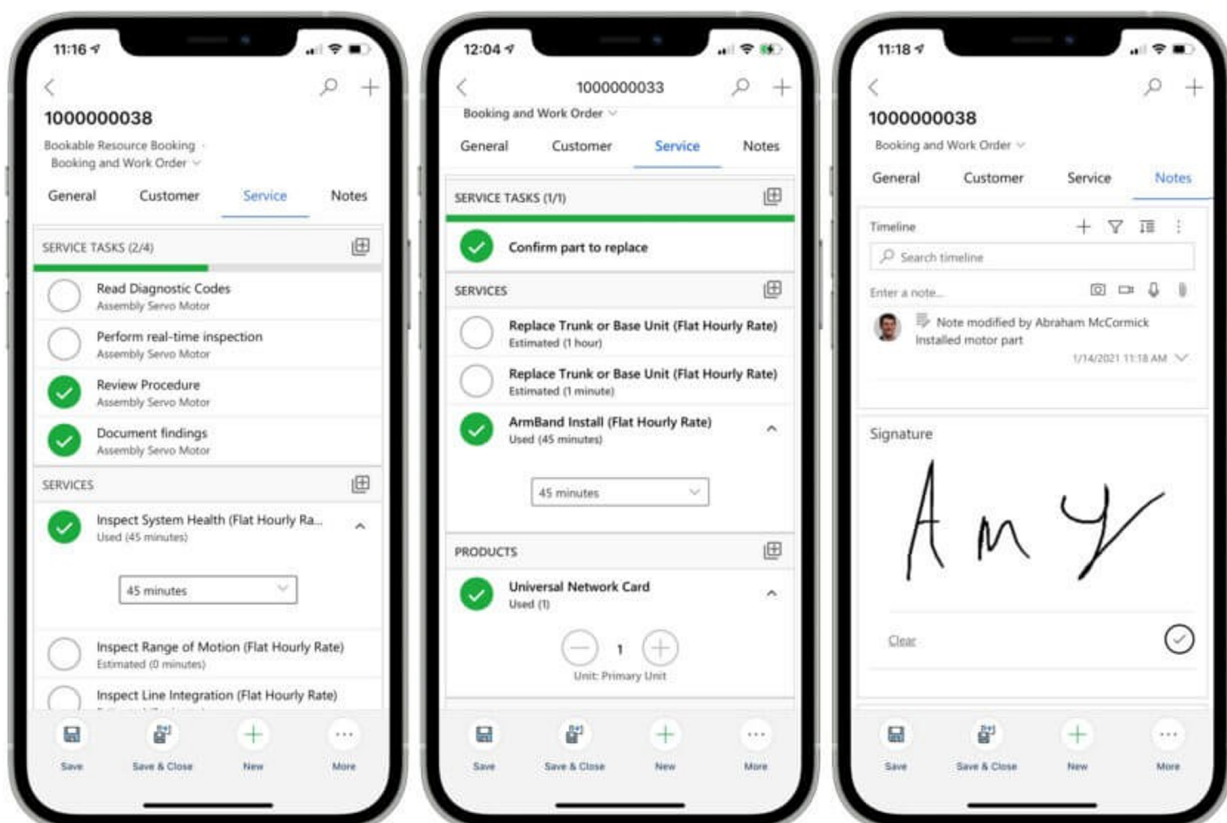 11:16
1000000038
Bookable Resource Booking ·
Booking and Work Order
General Customer Service Notes
SERVICE TASKS (2/4)
Read Diagnostic Codes
Assembly Servo Motor
Perform real-time inspection
Assembly Servo Motor
Review Procedure
Assembly Servo Motor
Document findings
Assembly Servo Motor
SERVICES
Inspect System Health (Flat Hourly Ra...
Used (45 minutes)
45 minutes
Inspect Range of Motion (Flat Hourly Rate)
Estimated (0 minutes)
Inspect Line Integration (Flat Hourly Rate)
Save Save & Close New More
12:04
1000000033
Booking and Work Order
General Customer Service Notes
SERVICE TASKS (1/1)
Confirm part to replace
SERVICES
Replace Trunk or Base Unit (Flat Hourly Rate)
Estimated (1 hour)
Replace Trunk or Base Unit (Flat Hourly Rate)
Estimated (1 minute)
ArmBand Install (Flat Hourly Rate)
Used (45 minutes)
45 minutes
PRODUCTS
Universal Network Card
Used (1)
1
Unit: Primary Unit
Save Save & Close New More
11:18
1000000038
Booking and Work Order
General Customer Service Notes
Timeline
Search timeline
Enter a note...
Note modified by Abraham McCormick
Installed motor part
1/14/2021 11:18 AM
Signature
Amy
Clear
Save Save & Close New More